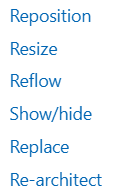 Reposition
Resize
Reflow
Show/hide
Replace
Re-architect